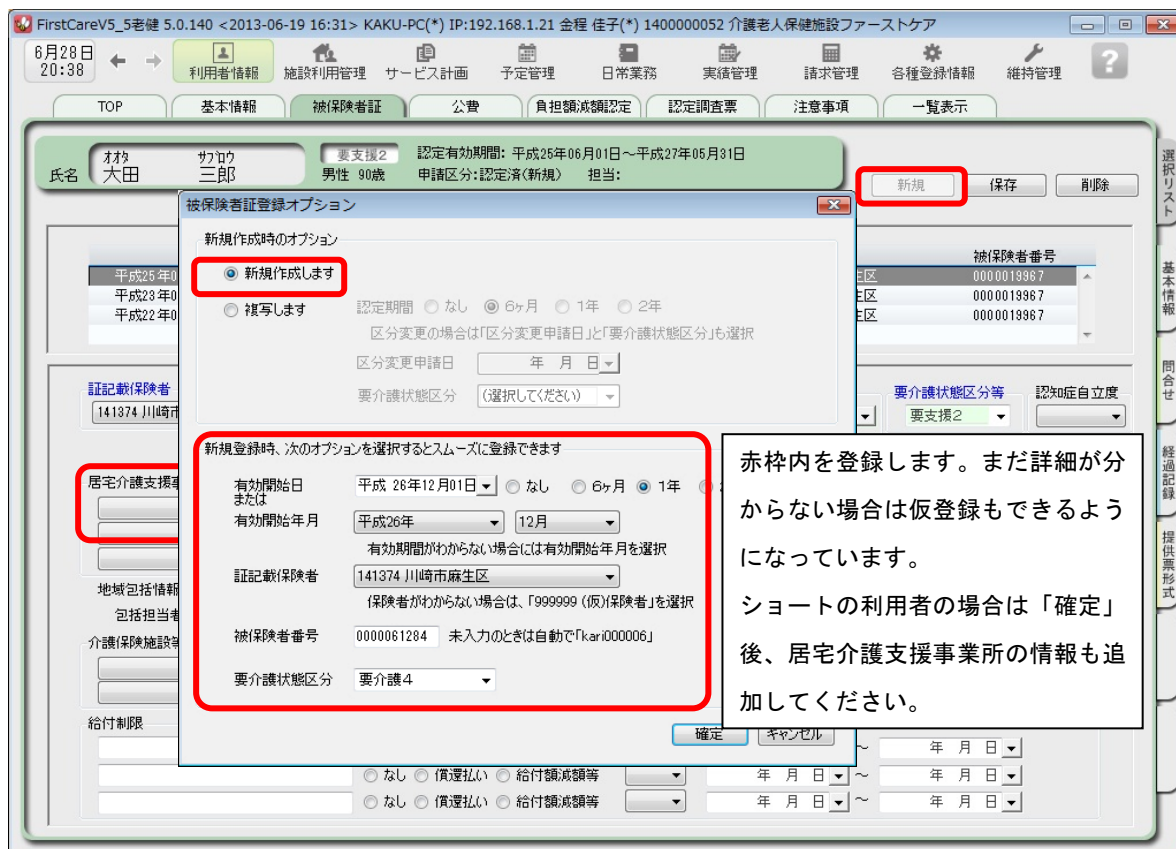 FirstCareV5_5老健 5.0.140 <2013-06-19 16:31> KAKU-PC(*) IP:192.168.1.21 金程 佳子(*) 1400000052 介護老人保健施設ファーストケア
6月28日
20:38
利用者情報 施設利用管理 サービス計画 予定管理 日常業務 実績管理 請求管理 各種登録情報 維持管理
TOP 基本情報 被保険者証 公費 負担額減額認定 認定調査票 注意事項 一覧表示
氏名 オオタ サブロウ
大田 三郎
要支援2 認定有効期間: 平成25年06月01日～平成27年05月31日
男性 90歳 申請区分:認定済(新規) 担当:
新規 保存 削除
選択リスト
基本情報
問合せ
経過記録
提供票形式
被保険者証登録オプション
被保険者番号
平成25年0 生区 0000019967
平成23年0 生区 0000019967
平成22年0 生区 0000019967
新規作成時のオプション
新規作成します
複写します 認定期間 なし 6ヶ月 1年 2年
区分変更の場合は「区分変更申請日」と「要介護状態区分」も選択
区分変更申請日 年 月 日
要介護状態区分 (選択してください)
証記載保険者 要介護状態区分等 認知症自立度
141374 川崎市 要支援2
新規登録時、次のオプションを選択するとスムーズに登録できます
居宅介護支援事
有効開始日 平成 26年12月01日 なし 6ヶ月 1年
または
有効開始年月 平成26年 12月
有効期間がわからない場合には有効開始年月を選択
証記載保険者 141374 川崎市麻生区
保険者がわからない場合は、「999999 (仮)保険者」を選択
被保険者番号 0000061284 未入力のときは自動で「kari000006」
要介護状態区分 要介護4
確定 キャンセル
地域包括情報
包括担当者
介護保険施設等
給付制限
赤枠内を登録します。まだ詳細が分
からない場合は仮登録もできるよう
になっています。
ショートの利用者の場合は「確定」
後、居宅介護支援事業所の情報も追
加してください。
～ 年 月 日
なし 償還払い 給付額減額等 年 月 日 ～ 年 月 日
なし 償還払い 給付額減額等 年 月 日 ～ 年 月 日